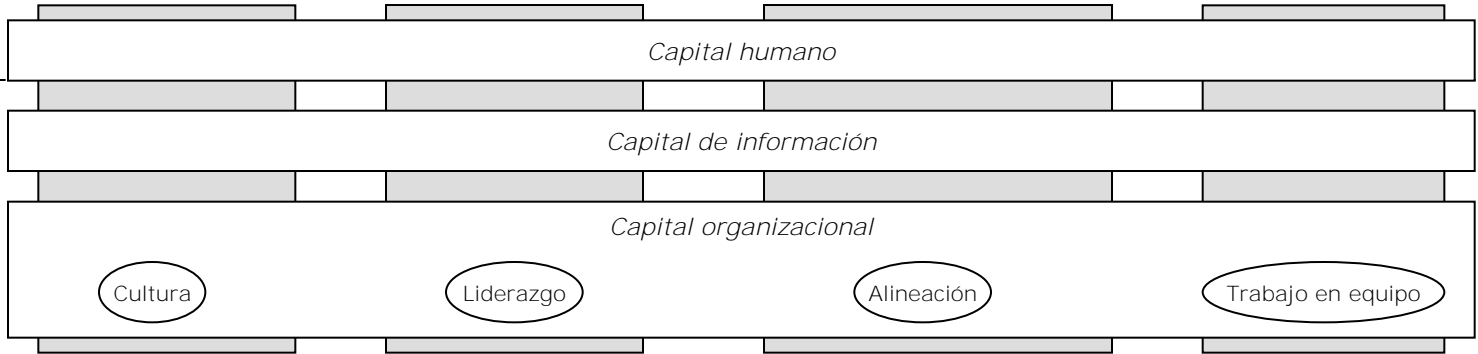 Capital humano
Capital de información
Capital organizacional
Cultura
Liderazgo
Alineación
Trabajo en equipo